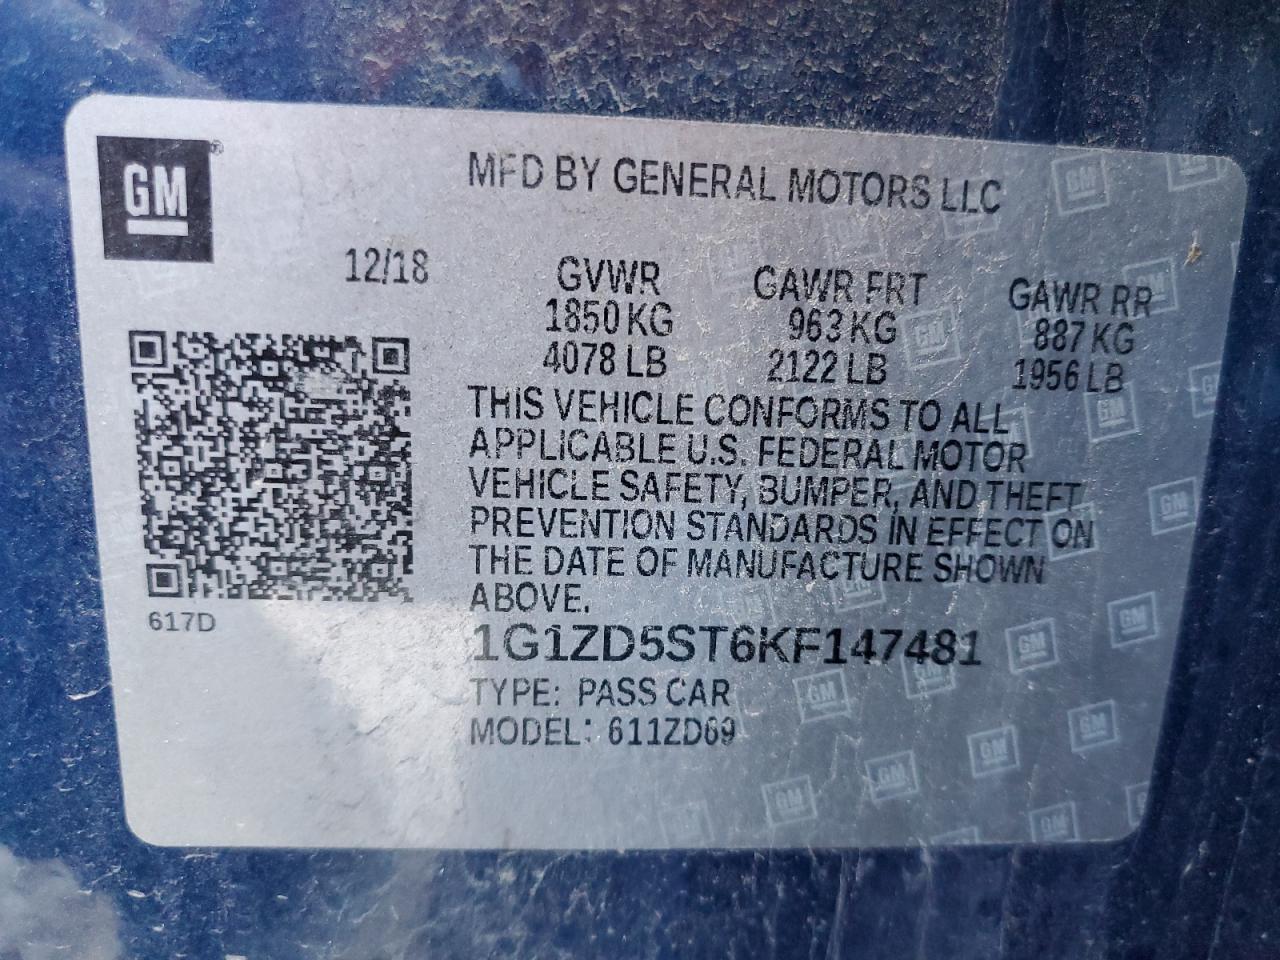 GM®
MFD BY GENERAL MOTORS LLC
12/18
GVWR
1850 KG
4078 LB
GAWR FRT
963 KG
2122 LB
GAWR RR
887 KG
1956 LB
THIS VEHICLE CONFORMS TO ALL
APPLICABLE U.S. FEDERAL MOTOR
VEHICLE SAFETY, BUMPER, AND THEFT
PREVENTION STANDARDS IN EFFECT ON
THE DATE OF MANUFACTURE SHOWN
ABOVE.
617D
1G1ZD5ST6KF147481
TYPE: PASS CAR
MODEL: 611ZD69